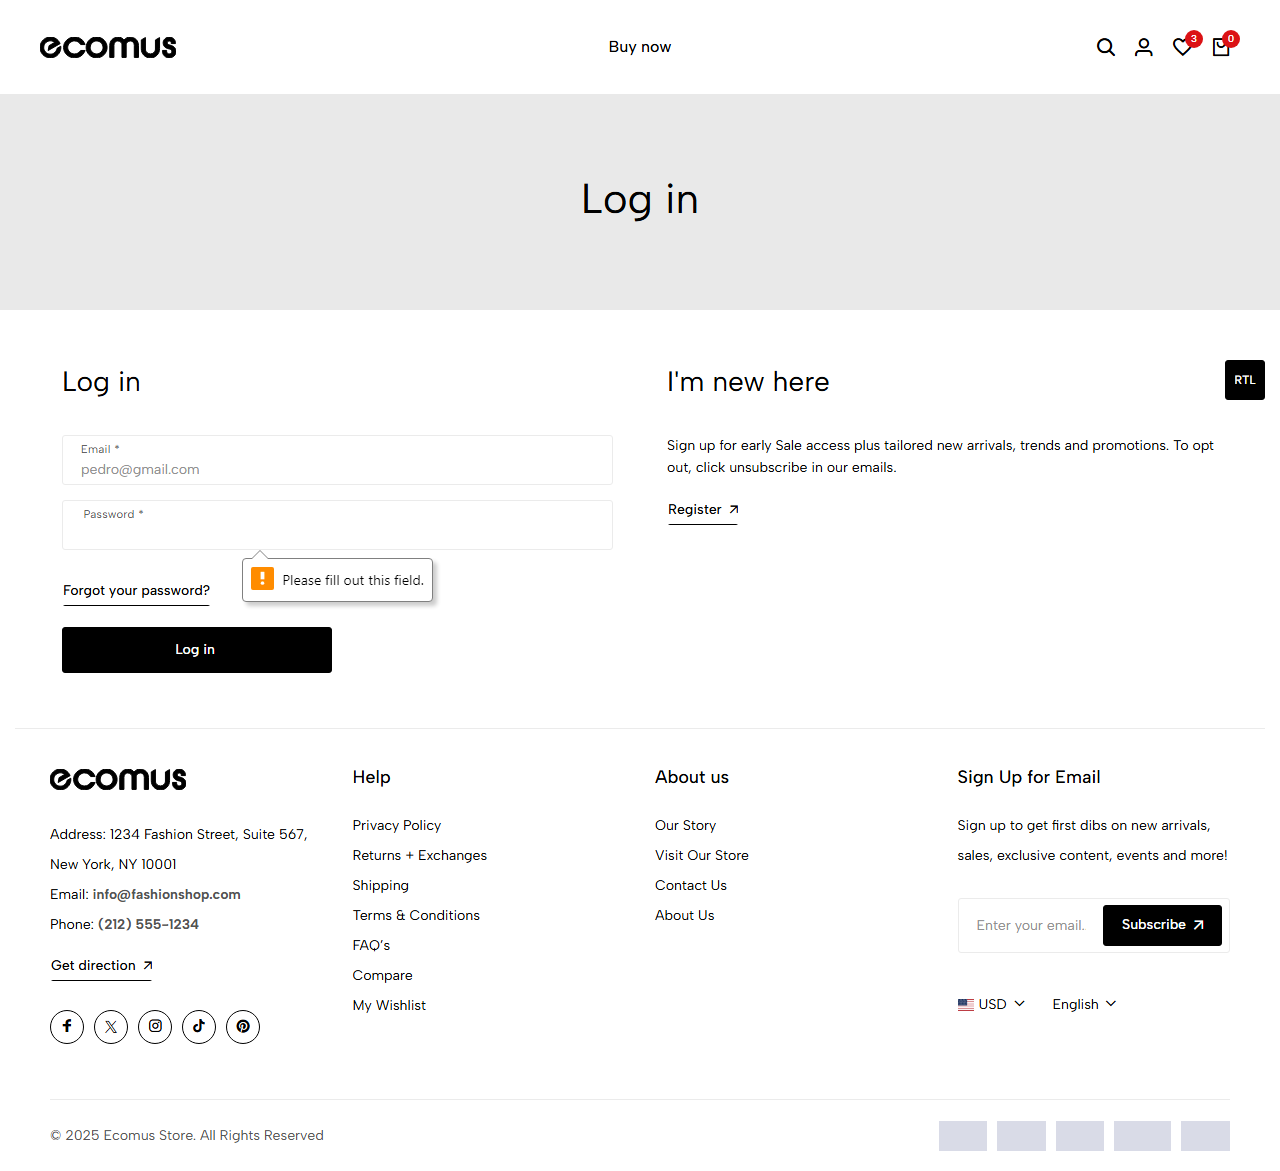 ecomus
Buy now
3
0
Log in
Log in
Email *
pedro@gmail.com
Password *
Please fill out this field.
Forgot your password?
Log in
I'm new here
RTL
Sign up for early Sale access plus tailored new arrivals, trends and promotions. To opt
out, click unsubscribe in our emails.
Register
ecomus
Address: 1234 Fashion Street, Suite 567,
New York, NY 10001
Email: info@fashionshop.com
Phone: (212) 555-1234
Get direction
Help
Privacy Policy
Returns + Exchanges
Shipping
Terms & Conditions
FAQ’s
Compare
My Wishlist
About us
Our Story
Visit Our Store
Contact Us
About Us
Sign Up for Email
Sign up to get first dibs on new arrivals,
sales, exclusive content, events and more!
Enter your email.
Subscribe
USD
English
© 2025 Ecomus Store. All Rights Reserved